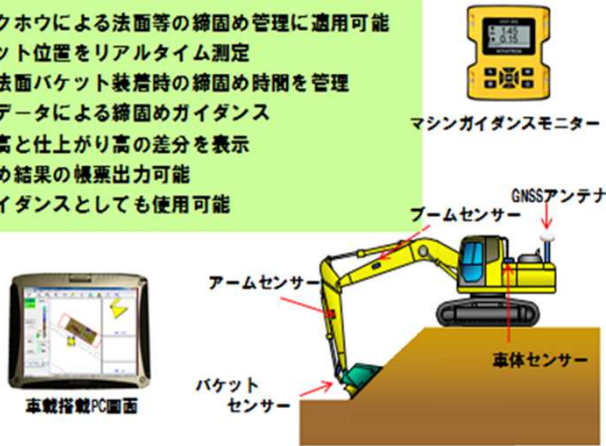 クホウによる法面等の締固め管理に適用可能
ット位置をリアルタイム測定
法面バケット装着時の締固め時間を管理
データによる締固めガイダンス
高と仕上がり高の差分を表示
め結果の帳票出力可能
イダンスとしても使用可能
マシンガイダンスモニター
GNSSアンテナ
ブームセンサー
アームセンサー
車体センサー
バケット
センサー
車載搭載PC画面